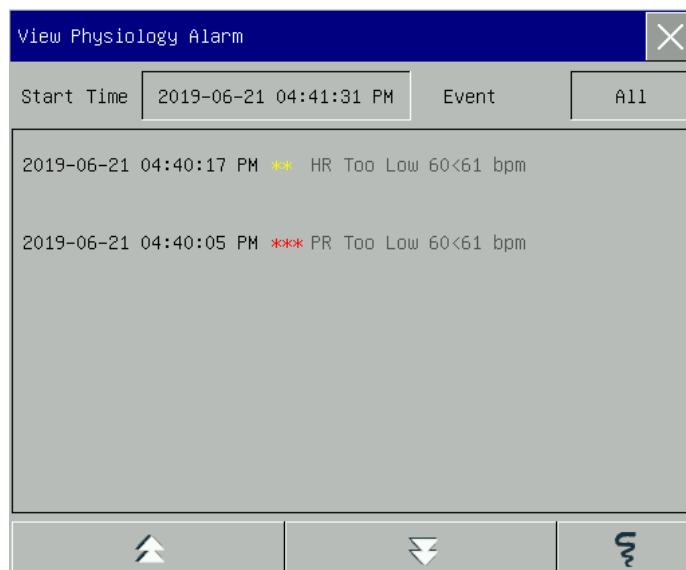 View Physiology Alarm
Start Time 2019-06-21 04:41:31 PM Event All
2019-06-21 04:40:17 PM ** HR Too Low 60<61 bpm
2019-06-21 04:40:05 PM *** PR Too Low 60<61 bpm